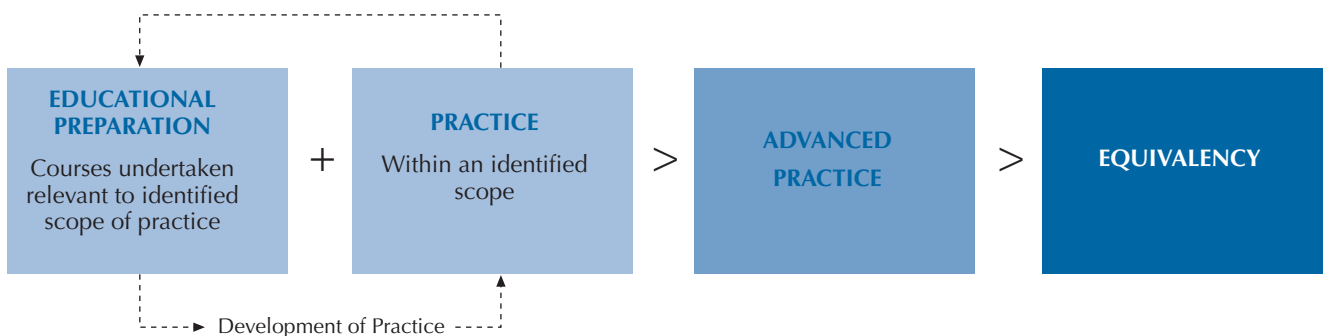 EDUCATIONAL
PREPARATION
Courses undertaken
relevant to identified
scope of practice
+
PRACTICE
Within an identified
scope
>
ADVANCED
PRACTICE
>
EQUIVALENCY
Development of Practice